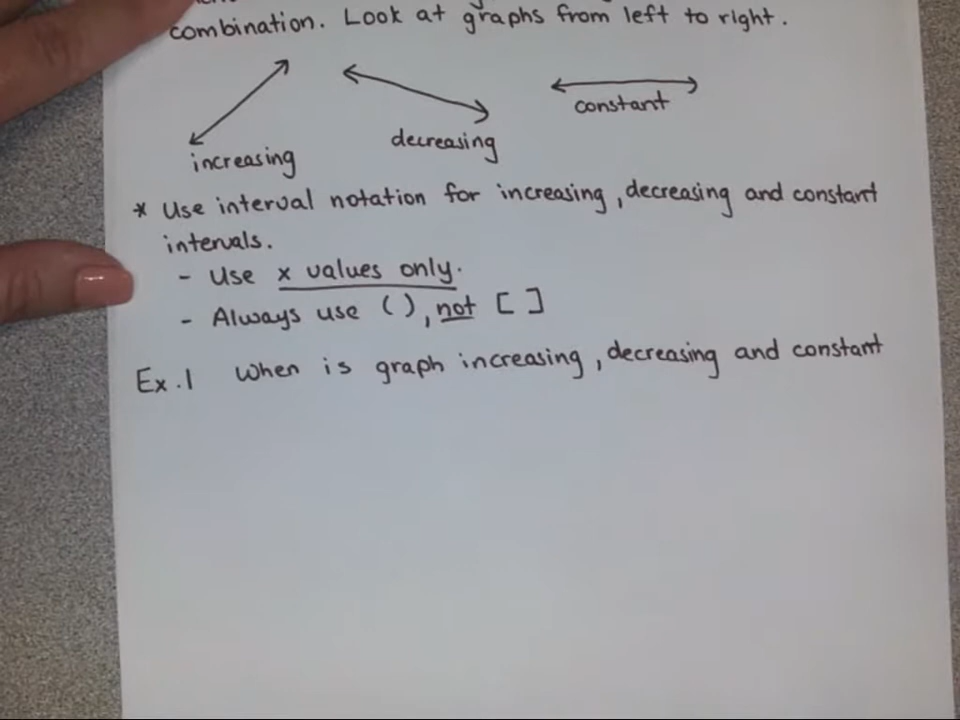 combination. Look at graphs from left to right.
increasing
decreasing
constant
* Use interval notation for increasing, decreasing and constant
intervals.
- Use x values only.
- Always use ( ), not [ ]
Ex.1 When is graph increasing, decreasing and constant